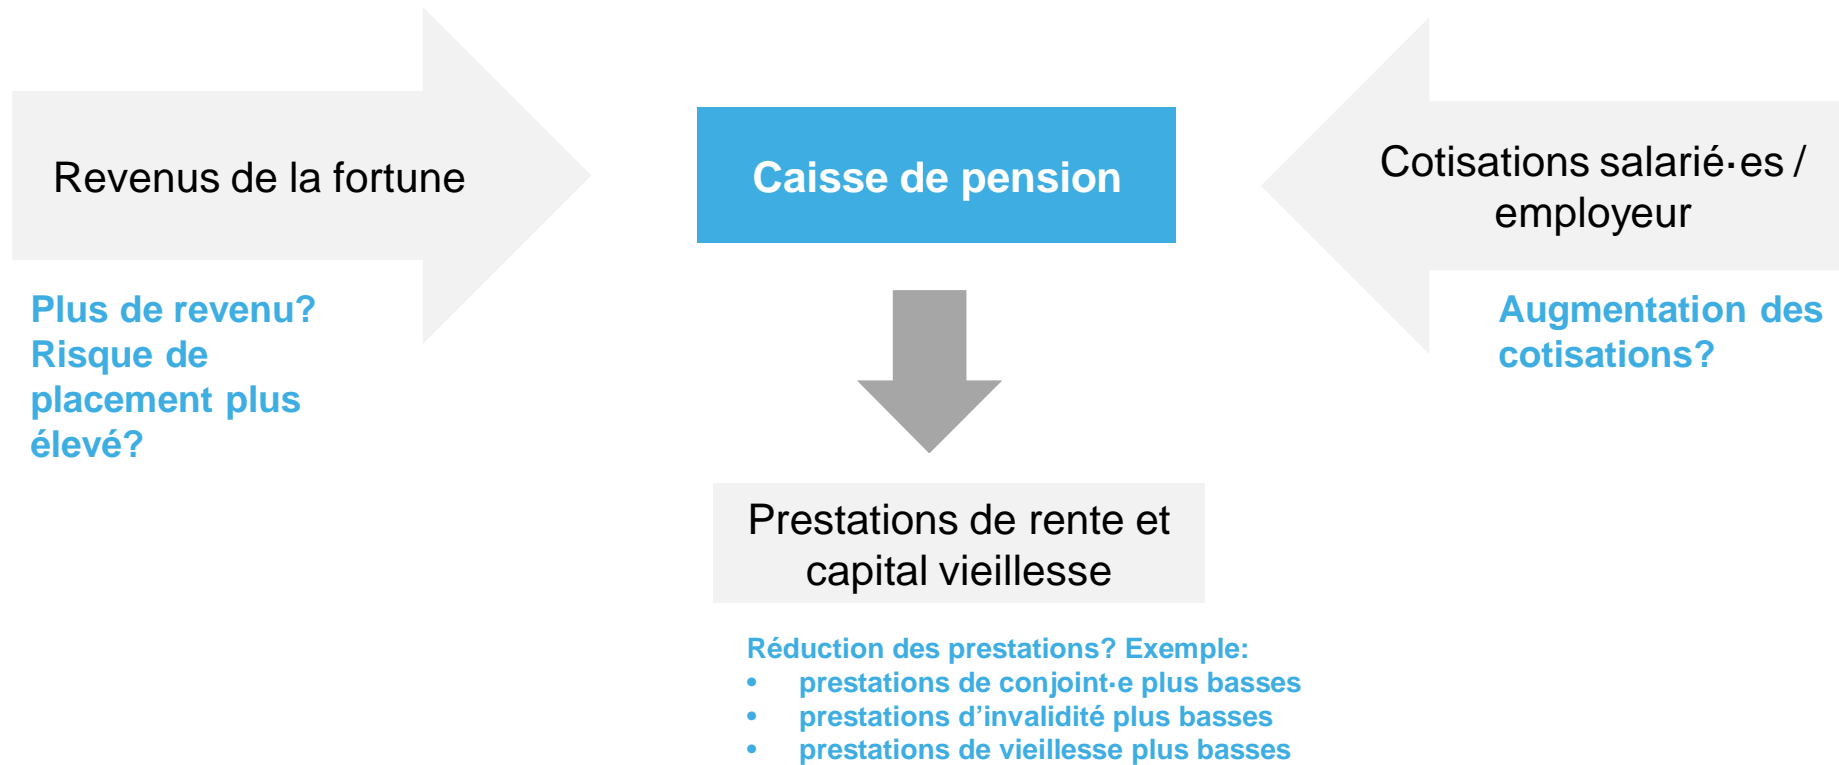 Revenus de la fortune
Plus de revenu?
Risque de
placement plus
élevé?
Caisse de pension
Cotisations salarié·es /
employeur
Augmentation des
cotisations?
Prestations de rente et
capital vieillesse
Réduction des prestations? Exemple:
• prestations de conjoint·e plus basses
• prestations d’invalidité plus basses
• prestations de vieillesse plus basses